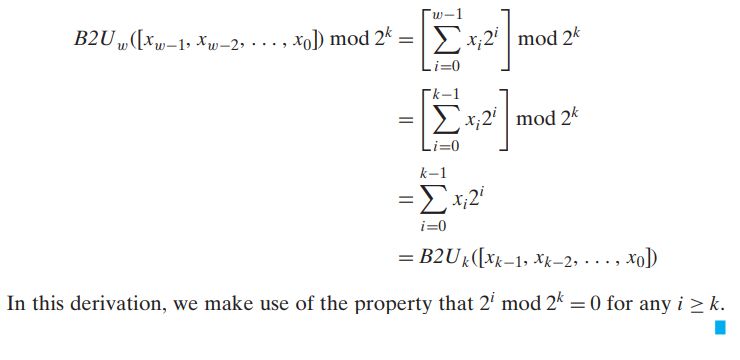 B2U_w([x_{w−1}, x_{w−2}, . . . , x_0]) mod 2^k = [∑_{i=0}^{w−1} x_i 2^i] mod 2^k
= [∑_{i=0}^{k−1} x_i 2^i] mod 2^k
= ∑_{i=0}^{k−1} x_i 2^i
= B2U_k([x_{k−1}, x_{k−2}, . . . , x_0])
In this derivation, we make use of the property that 2^i mod 2^k = 0 for any i ≥ k.